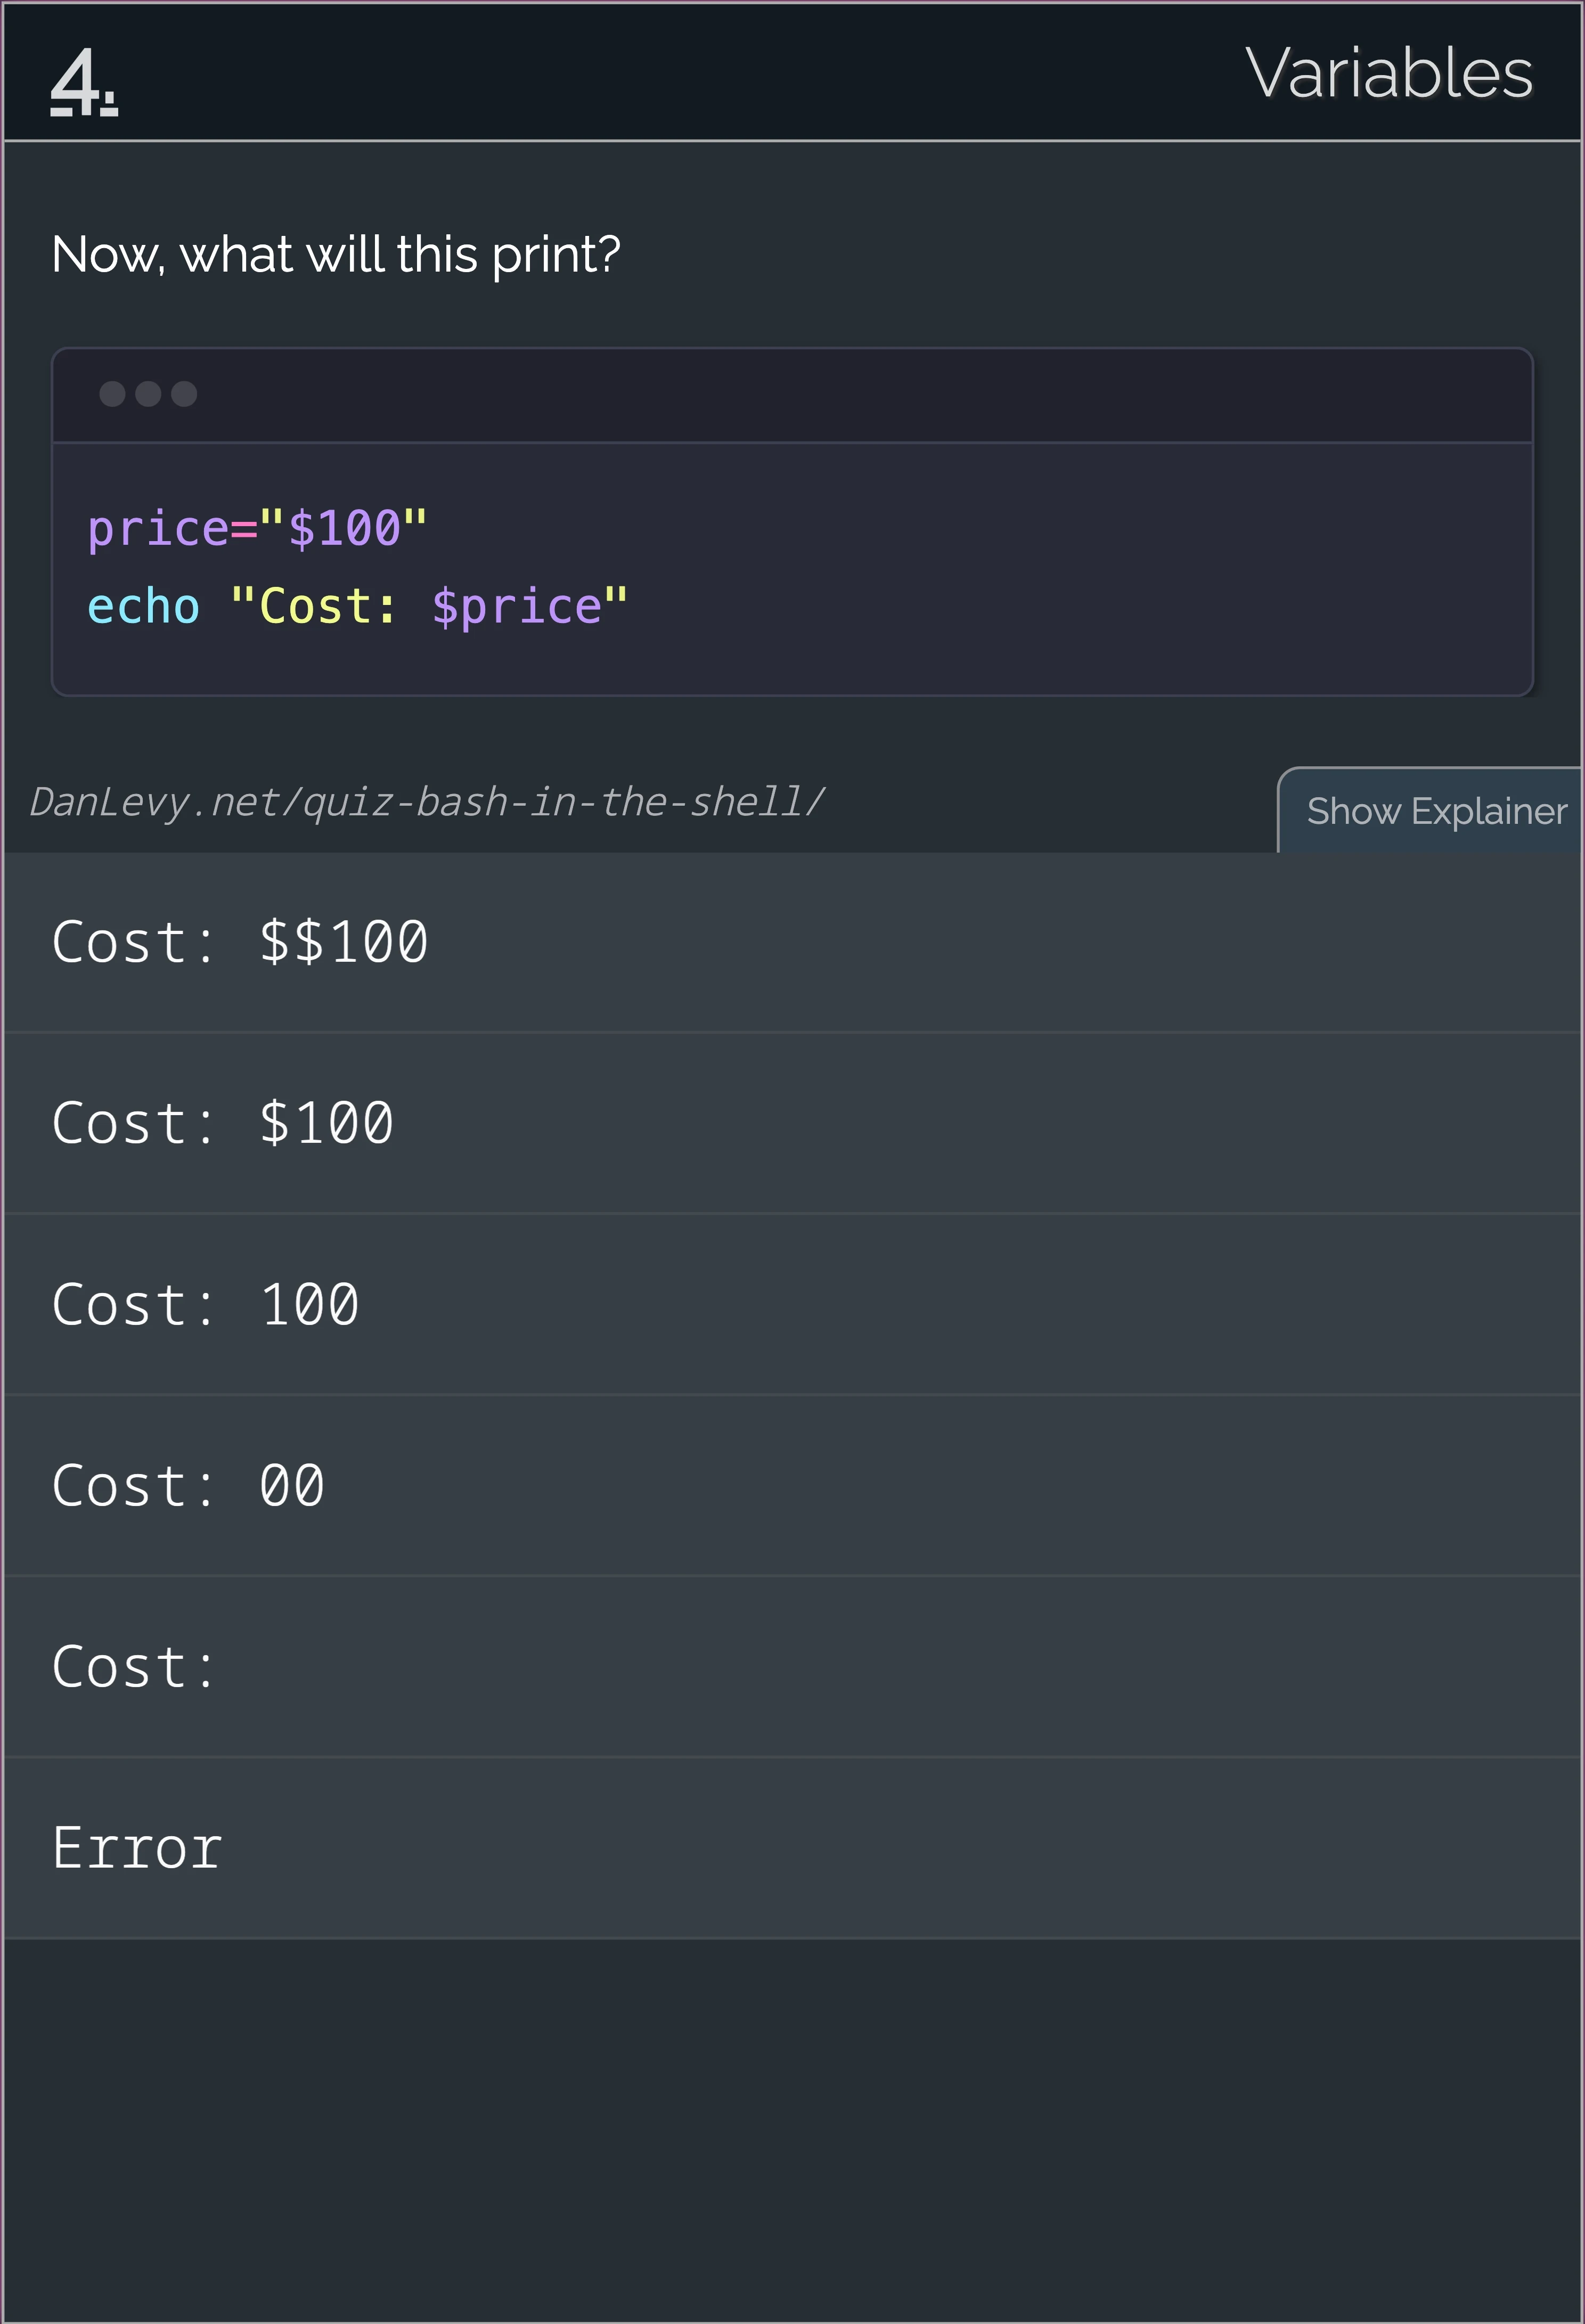 4.
Variables
Now, what will this print?
price="$100"
echo "Cost: $price"
DanLevy.net/quiz-bash-in-the-shell/
Show Explainer
Cost: $$100
Cost: $100
Cost: 100
Cost: 00
Cost:
Error